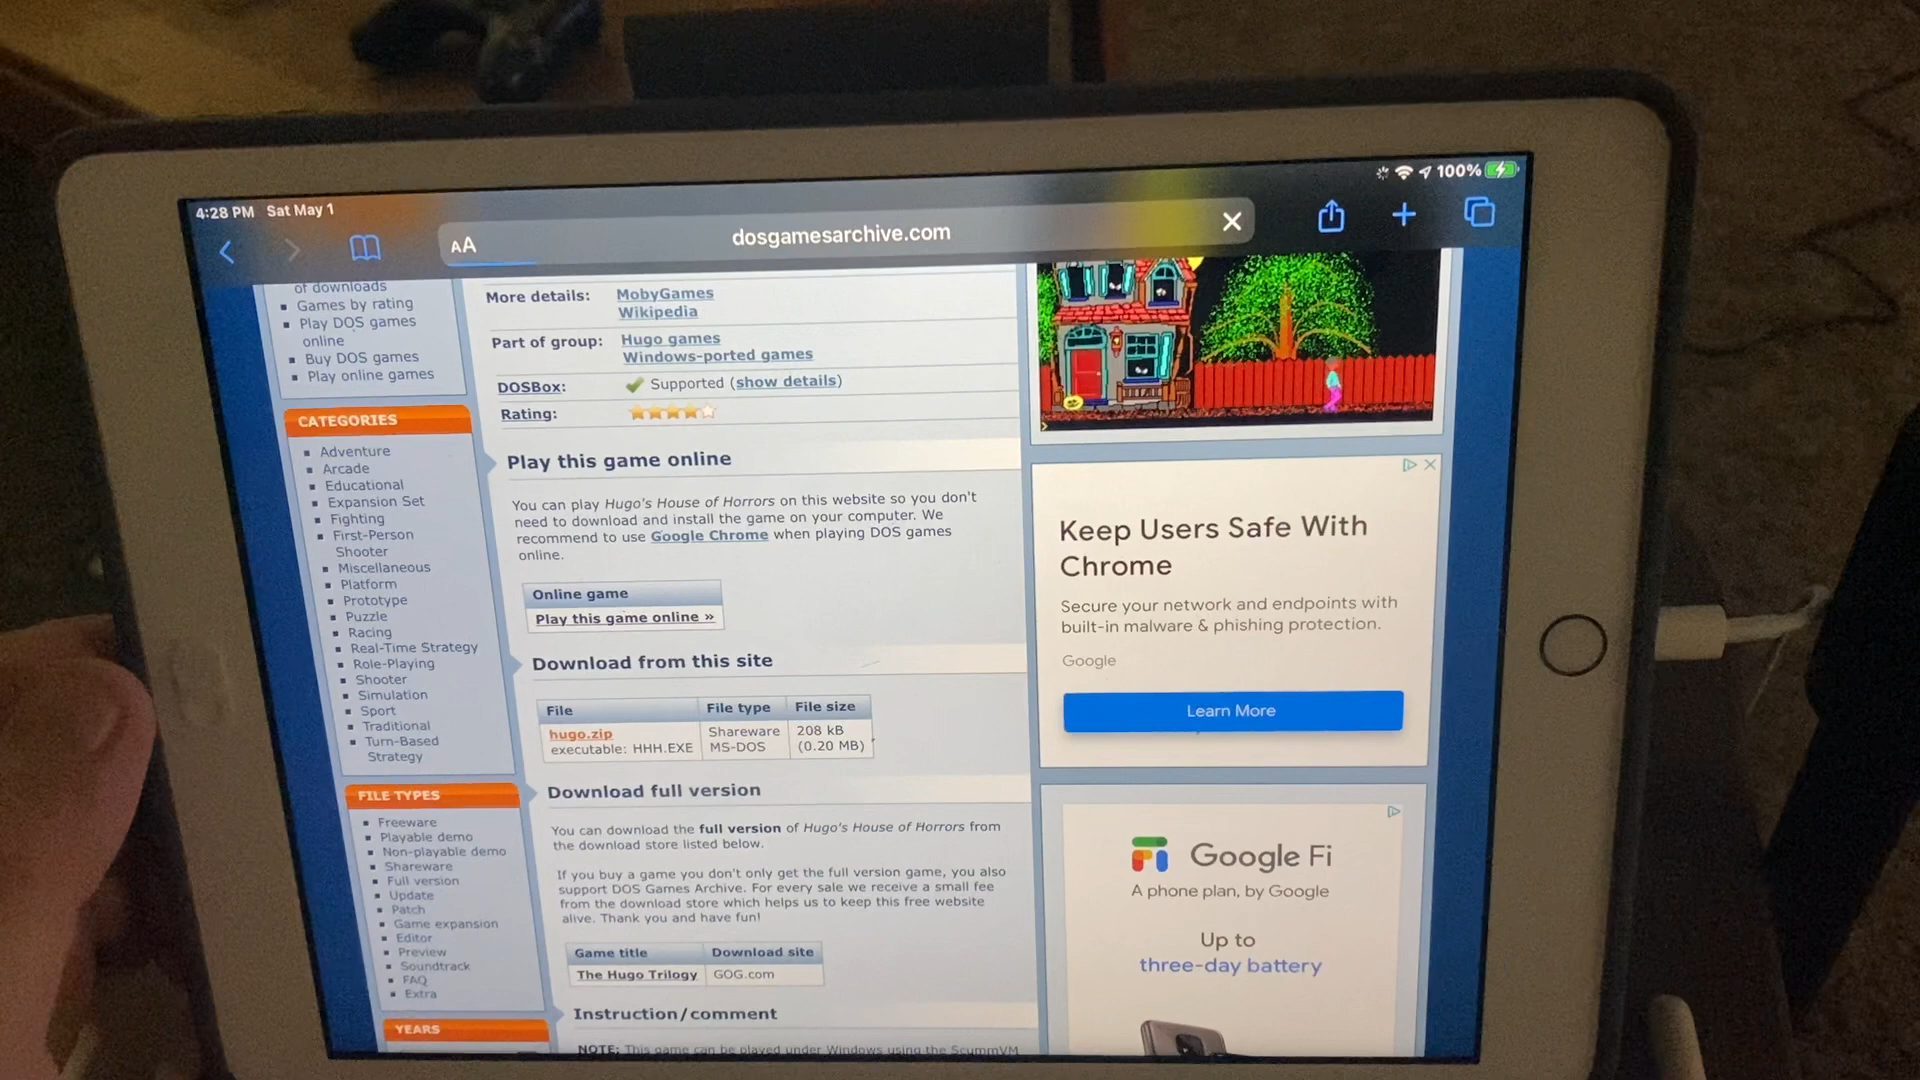 4:28 PM Sat May 1
100%
AA
dosgamesarchive.com
of downloads
Games by rating
Play DOS games
online
Buy DOS games
Play online games
CATEGORIES
Adventure
Arcade
Educational
Expansion Set
Fighting
First-Person
Shooter
Miscellaneous
Platform
Prototype
Puzzle
Racing
Real-Time Strategy
Role-Playing
Shooter
Simulation
Sport
Traditional
Turn-Based
Strategy
FILE TYPES
Freeware
Playable demo
Non-playable demo
Shareware
Full version
Update
Patch
Game expansion
Editor
Preview
Soundtrack
FAQ
Extra
YEARS
More details: MobyGames
Wikipedia
Part of group: Hugo games
Windows-ported games
DOSBox: Supported (show details)
Rating:
Play this game online
You can play Hugo's House of Horrors on this website so you don't
need to download and install the game on your computer. We
recommend to use Google Chrome when playing DOS games
online.
Online game
Play this game online »
Download from this site
File File type File size
hugo.zip Shareware 208 kB
executable: HHH.EXE MS-DOS (0.20 MB)
Download full version
You can download the full version of Hugo's House of Horrors from
the download store listed below.
If you buy a game you don't only get the full version game, you also
support DOS Games Archive. For every sale we receive a small fee
from the download store which helps us to keep this free website
alive. Thank you and have fun!
Game title Download site
The Hugo Trilogy GOG.com
Instruction/comment
NOTE: This game can be played under Windows using the ScummVM
Keep Users Safe With
Chrome
Secure your network and endpoints with
built-in malware & phishing protection.
Google
Learn More
Google Fi
A phone plan, by Google
Up to
three-day battery